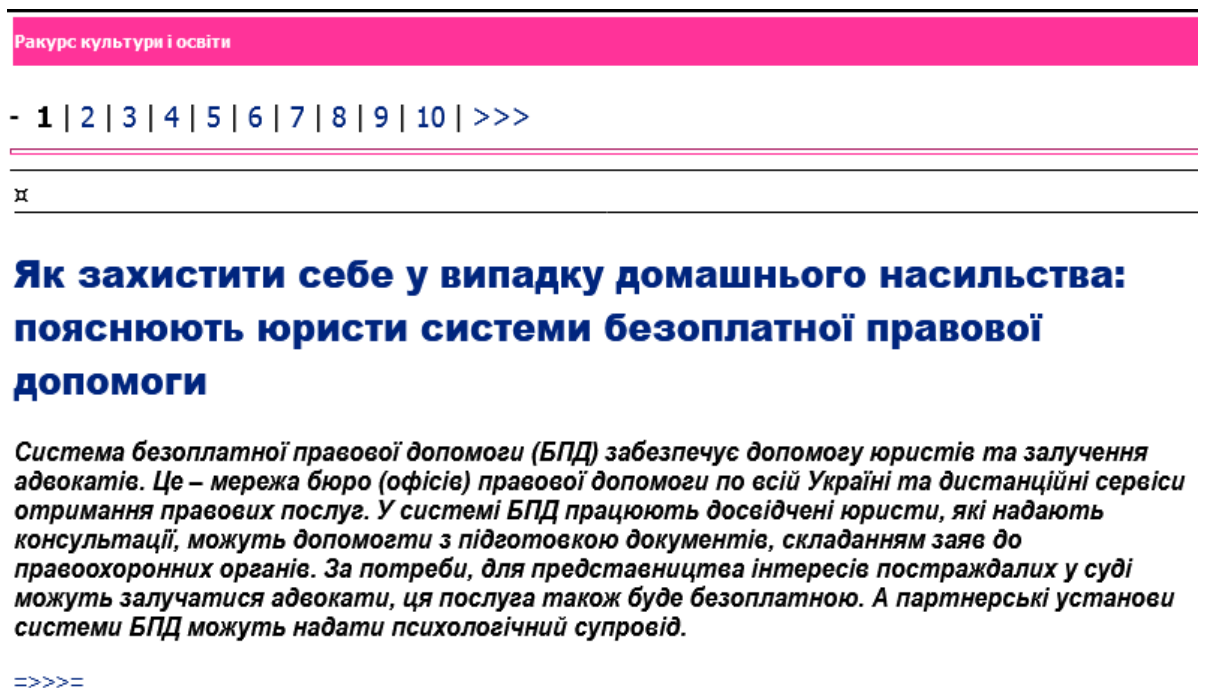 Ракурс культури і освіти
- 1 | 2 | 3 | 4 | 5 | 6 | 7 | 8 | 9 | 10 | >>>
¤
Як захистити себе у випадку домашнього насильства:
пояснюють юристи системи безоплатної правової
допомоги
Система безоплатної правової допомоги (БПД) забезпечує допомогу юристів та залучення
адвокатів. Це – мережа бюро (офісів) правової допомоги по всій Україні та дистанційні сервіси
отримання правових послуг. У системі БПД працюють досвідчені юристи, які надають
консультації, можуть допомогти з підготовкою документів, складанням заяв до
правоохоронних органів. За потреби, для представництва інтересів постраждалих у суді
можуть залучатися адвокати, ця послуга також буде безоплатною. А партнерські установи
системи БПД можуть надати психологічний супровід.
=>>>=